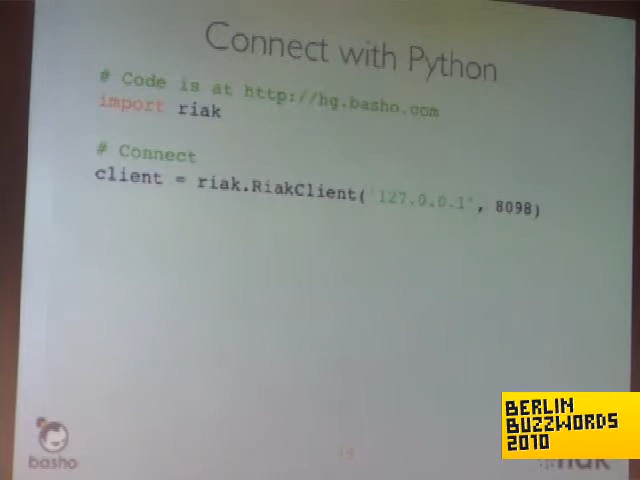 Connect with Python
# Code is at http://hg.basho.com
import riak
# Connect
client = riak.RiakClient('127.0.0.1', 8098)
basho
BERLIN
BUZZWORDS
2010